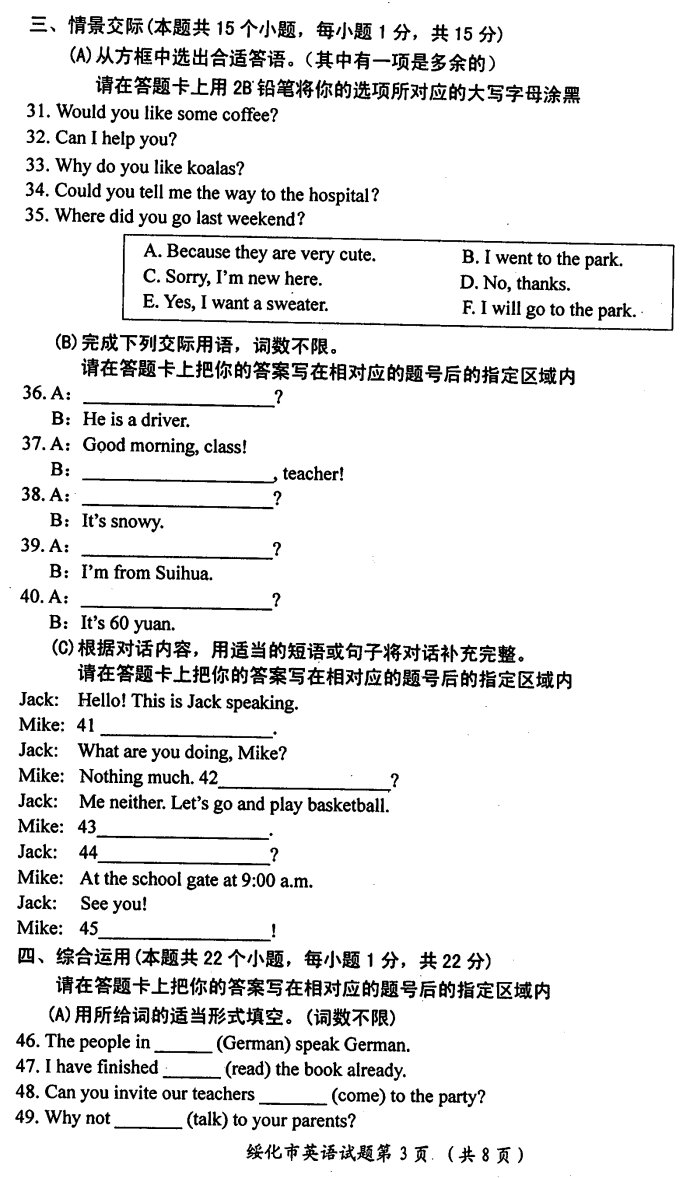 三、情景交际(本题共 15 个小题，每小题 1 分，共 15 分)
(A) 从方框中选出合适答语。(其中有一项是多余的)
请在答题卡上用 2B 铅笔将你的选项所对应的大写字母涂黑
31. Would you like some coffee?
32. Can I help you?
33. Why do you like koalas?
34. Could you tell me the way to the hospital?
35. Where did you go last weekend?
A. Because they are very cute. B. I went to the park.
C. Sorry, I'm new here. D. No, thanks.
E. Yes, I want a sweater. F. I will go to the park.
(B) 完成下列交际用语，词数不限。
请在答题卡上把你的答案写在相对应的题号后的指定区域内
36. A: ____________________?
B: He is a driver.
37. A: Good morning, class!
B: ____________________, teacher!
38. A: ____________________?
B: It's snowy.
39. A: ____________________?
B: I'm from Suihua.
40. A: ____________________?
B: It's 60 yuan.
(C) 根据对话内容，用适当的短语或句子将对话补充完整。
请在答题卡上把你的答案写在相对应的题号后的指定区域内
Jack: Hello! This is Jack speaking.
Mike: 41 __________________.
Jack: What are you doing, Mike?
Mike: Nothing much. 42__________________?
Jack: Me neither. Let's go and play basketball.
Mike: 43__________________.
Jack: 44__________________?
Mike: At the school gate at 9:00 a.m.
Jack: See you!
Mike: 45__________________!
四、综合运用(本题共 22 个小题，每小题 1 分，共 22 分)
请在答题卡上把你的答案写在相对应的题号后的指定区域内
(A) 用所给词的适当形式填空。(词数不限)
46. The people in ______ (German) speak German.
47. I have finished ______ (read) the book already.
48. Can you invite our teachers _______ (come) to the party?
49. Why not _______ (talk) to your parents?
绥化市英语试题第 3 页 (共 8 页)